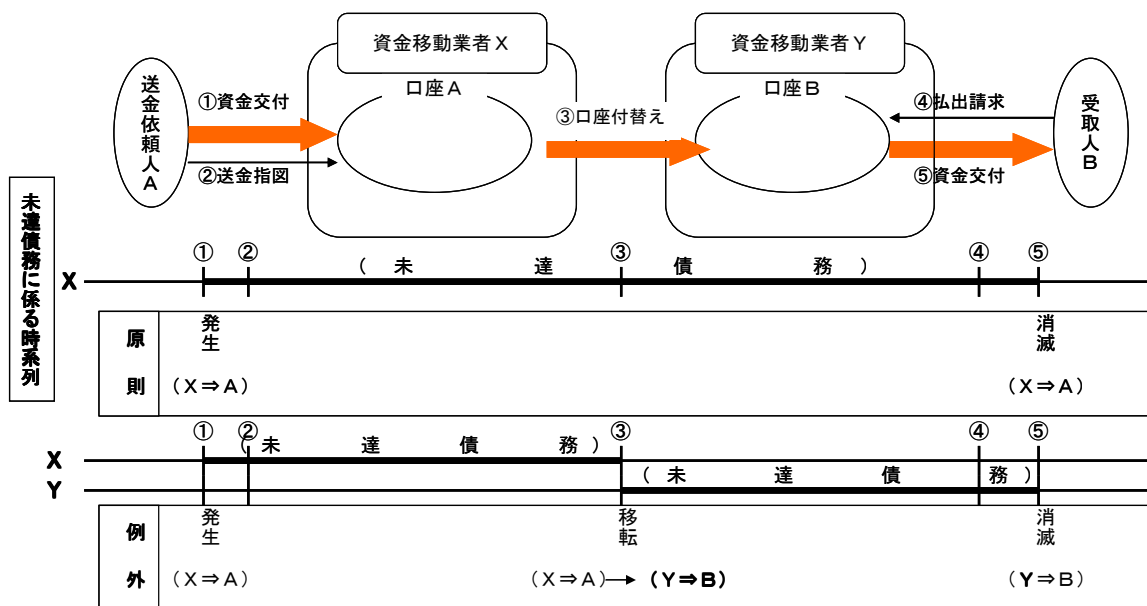 資金移動業者X
資金移動業者Y
送金依頼人A
①資金交付
②送金指図
口座A
③口座付替え
口座B
④払出請求
⑤資金交付
受取人B
未達債務に係る時系列
① ② (未達 ③ 債務) ④ ⑤
X
原則
発生
消滅
(X⇒A)
(X⇒A)
① ② (未達債務) ③ ④ ⑤
X
(未達債務)
Y
例外
発生
移転
消滅
(X⇒A)
(X⇒A)→(Y⇒B)
(Y⇒B)